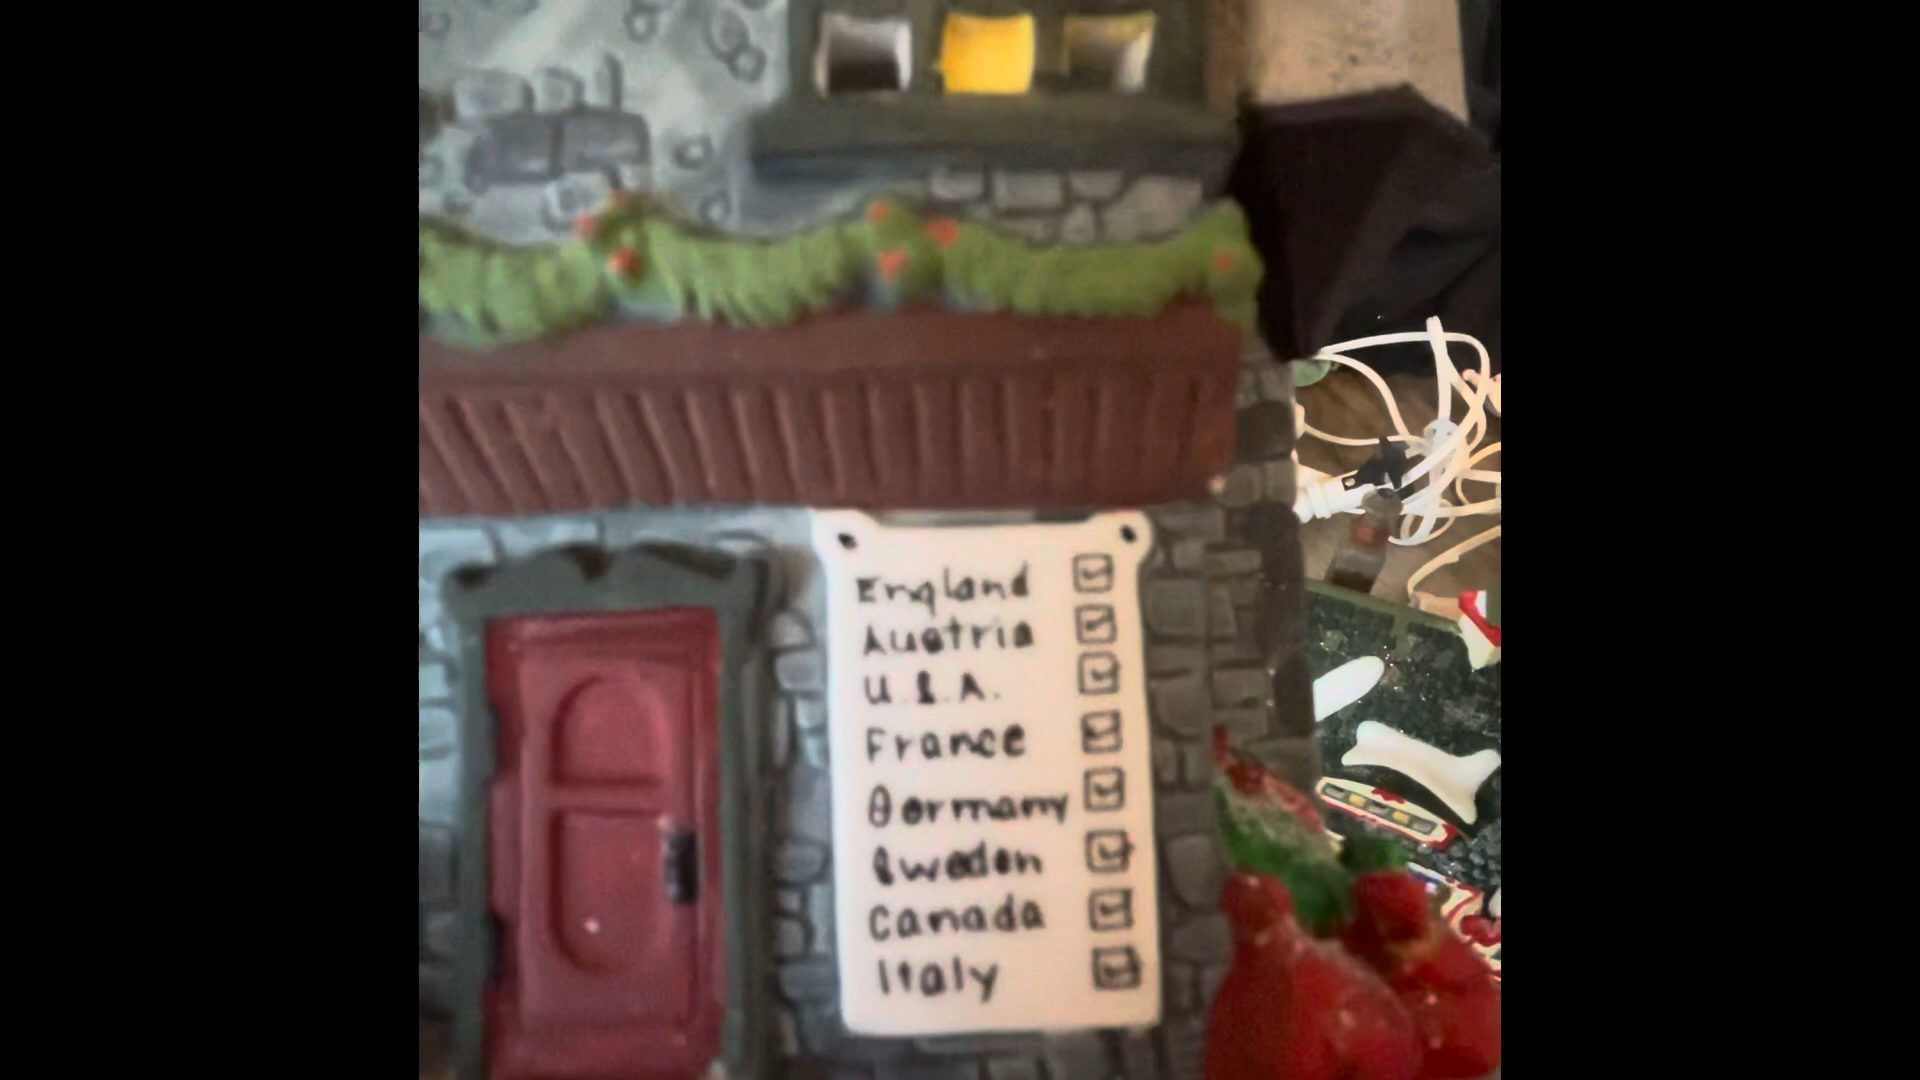 England
Austria
U.S.A.
France
Germany
Sweden
Canada
Italy